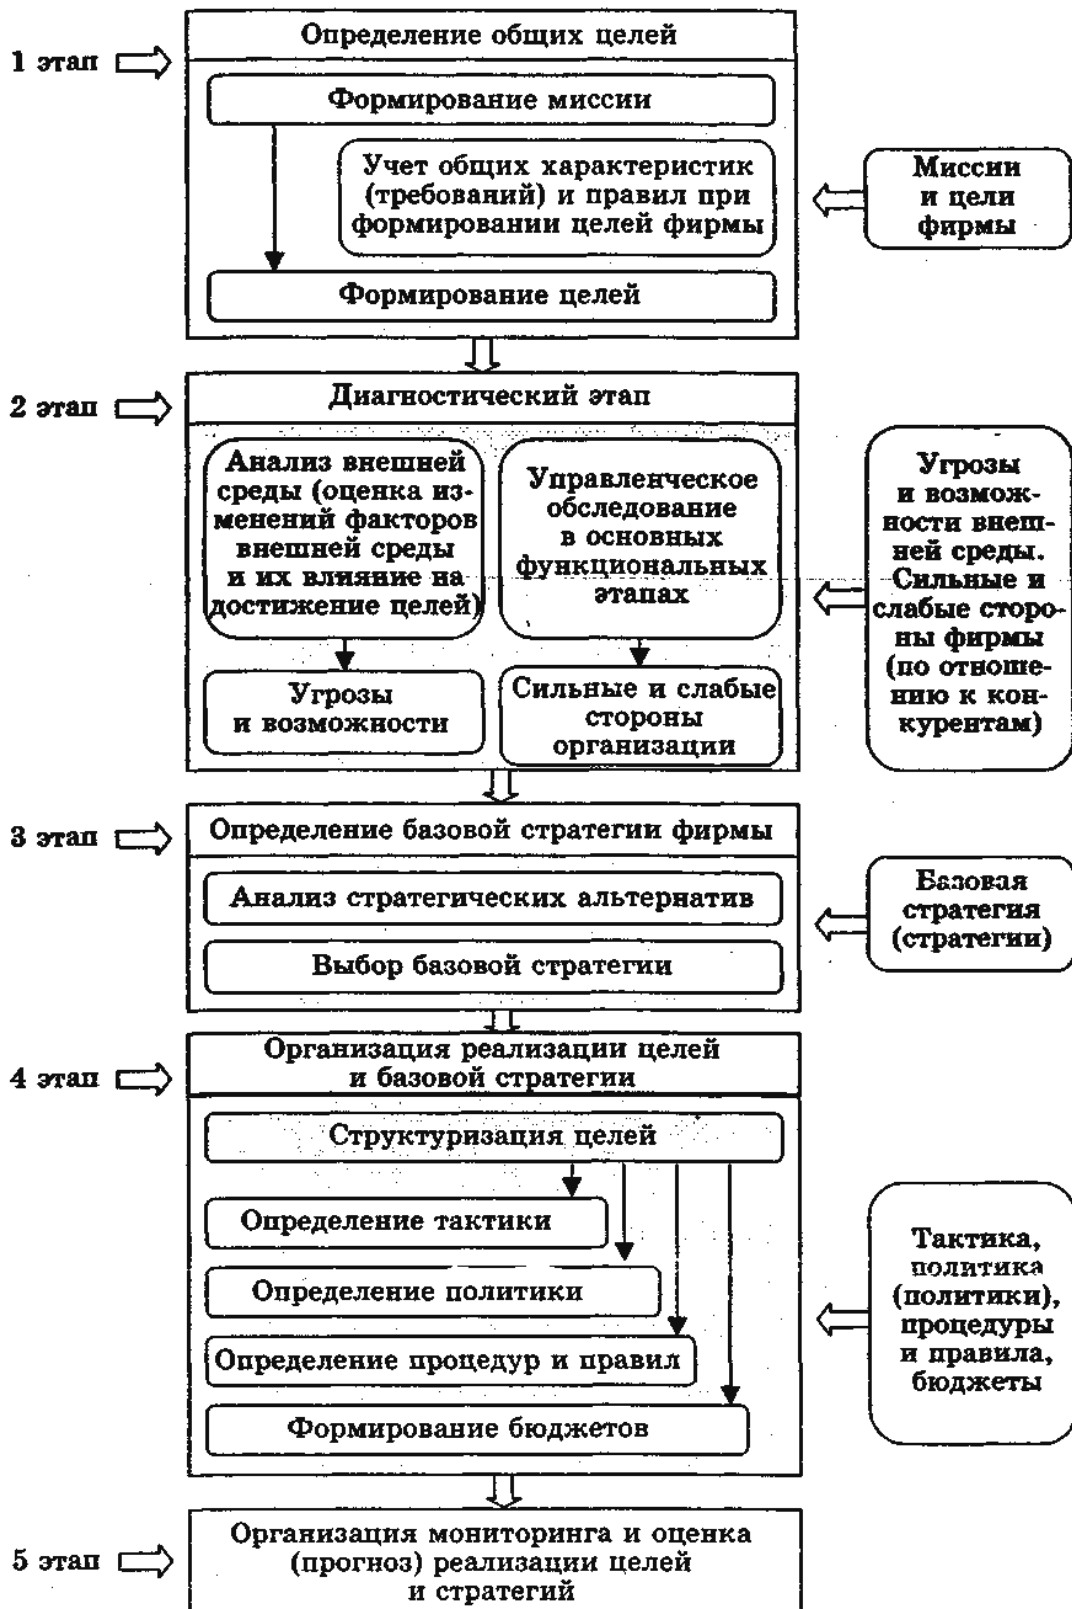 Определение общих целей
1 этап
Формирование миссии
Учет общих характеристик
(требований) и правил при
формировании целей фирмы
Миссии
и цели
фирмы
Формирование целей
2 этап
Диагностический этап
Анализ внешней
среды (оценка из-
менений факторов
внешней среды
и их влияние на
достижение целей)
Управленческое
обследование
в основных
функциональных
этапах
Угрозы
и возможности
Сильные и слабые
стороны
организации
Угрозы
и возмож-
ности внеш-
ней среды.
Сильные и
слабые сторо-
ны фирмы
(по отноше-
нию к кон-
курентам)
3 этап
Определение базовой стратегии фирмы
Анализ стратегических альтернатив
Выбор базовой стратегии
Базовая
стратегия
(стратегии)
4 этап
Организация реализации целей
и базовой стратегии
Структуризация целей
Определение тактики
Определение политики
Определение процедур и правил
Формирование бюджетов
Тактика,
политика
(политики),
процедуры
и правила,
бюджеты
5 этап
Организация мониторинга и оценка
(прогноз) реализации целей
и стратегий